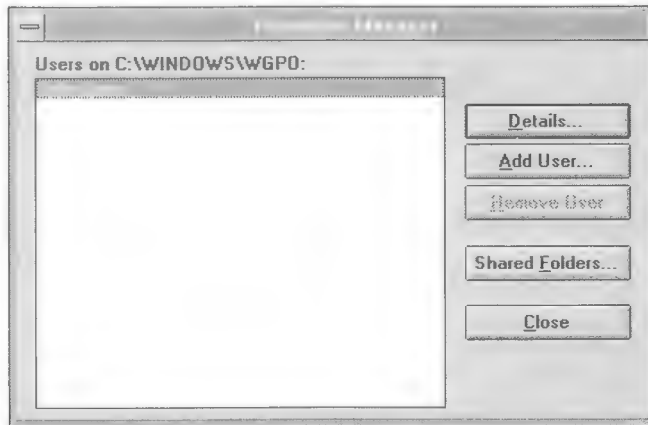 Users on C:\WINDOWS\WGPO:
Details...
Add User...
Remove User
Shared Folders...
Close